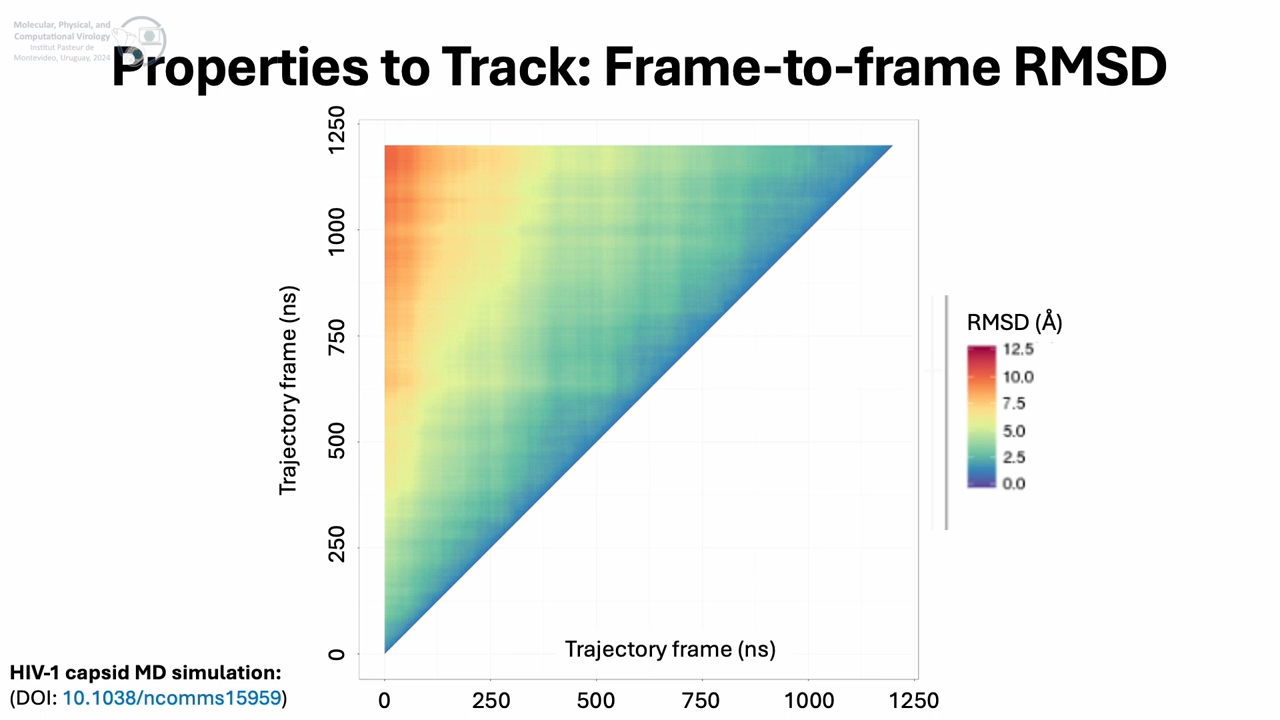 Molecular, Physical, and
Computational Virology
Institut Pasteur de
Montevideo, Uruguay, 2024
Properties to Track: Frame-to-frame RMSD
1250
1000
750
500
250
0
Trajectory frame (ns)
Trajectory frame (ns)
0 250 500 750 1000 1250
RMSD (Å)
12.5
10.0
7.5
5.0
2.5
0.0
HIV-1 capsid MD simulation:
(DOI: 10.1038/ncomms15959)